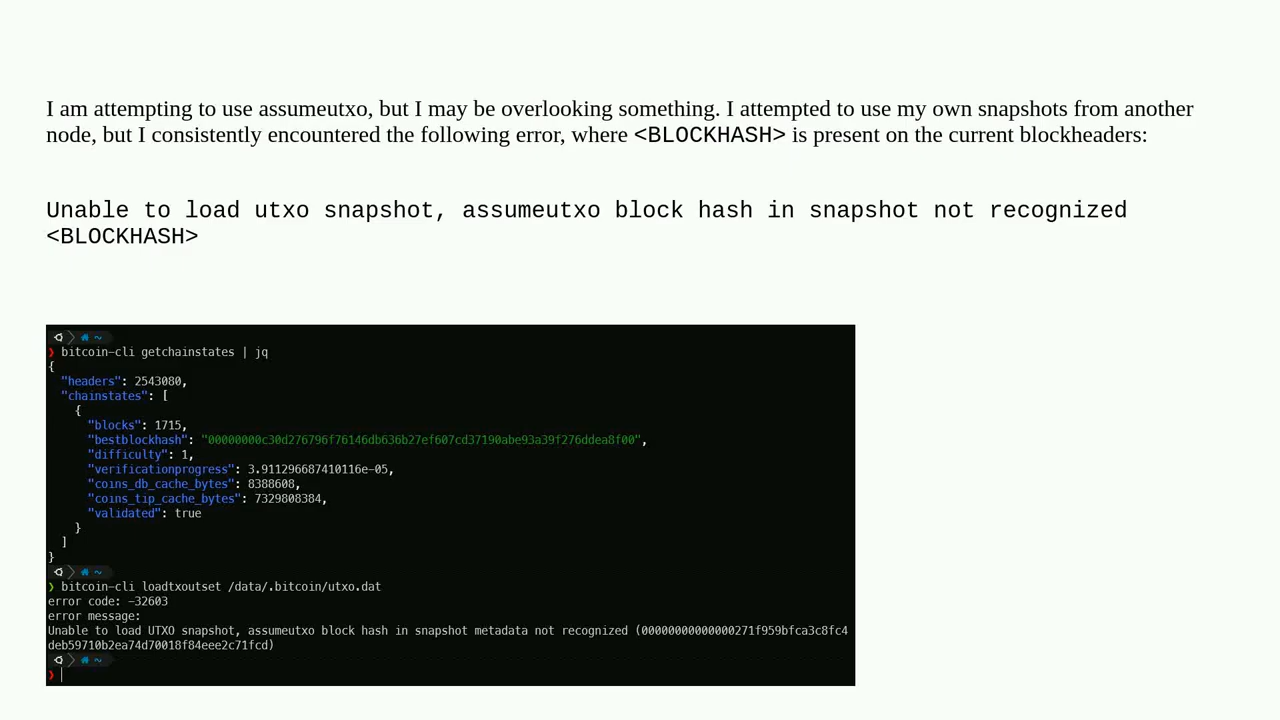 I am attempting to use assumeutxo, but I may be overlooking something. I attempted to use my own snapshots from another
node, but I consistently encountered the following error, where <BLOCKHASH> is present on the current blockheaders:
Unable to load utxo snapshot, assumeutxo block hash in snapshot not recognized
<BLOCKHASH>
~
❯ bitcoin-cli getchainstates | jq
{
"headers": 2543080,
"chainstates": [
{
"blocks": 1715,
"bestblockhash": "00000000c30d276796f76146db636b27ef607cd37190abe93a39f276ddea8f00",
"difficulty": 1,
"verificationprogress": 3.911296687410116e-05,
"coins_db_cache_bytes": 8388608,
"coins_tip_cache_bytes": 7329808384,
"validated": true
}
]
}
~
❯ bitcoin-cli loadtxoutset /data/.bitcoin/utxo.dat
error code: -32603
error message:
Unable to load UTXO snapshot, assumeutxo block hash in snapshot metadata not recognized (00000000000000271f959bfca3c8fc4
deb59710b2ea74d70018f84eee2c71fcd)
~
❯